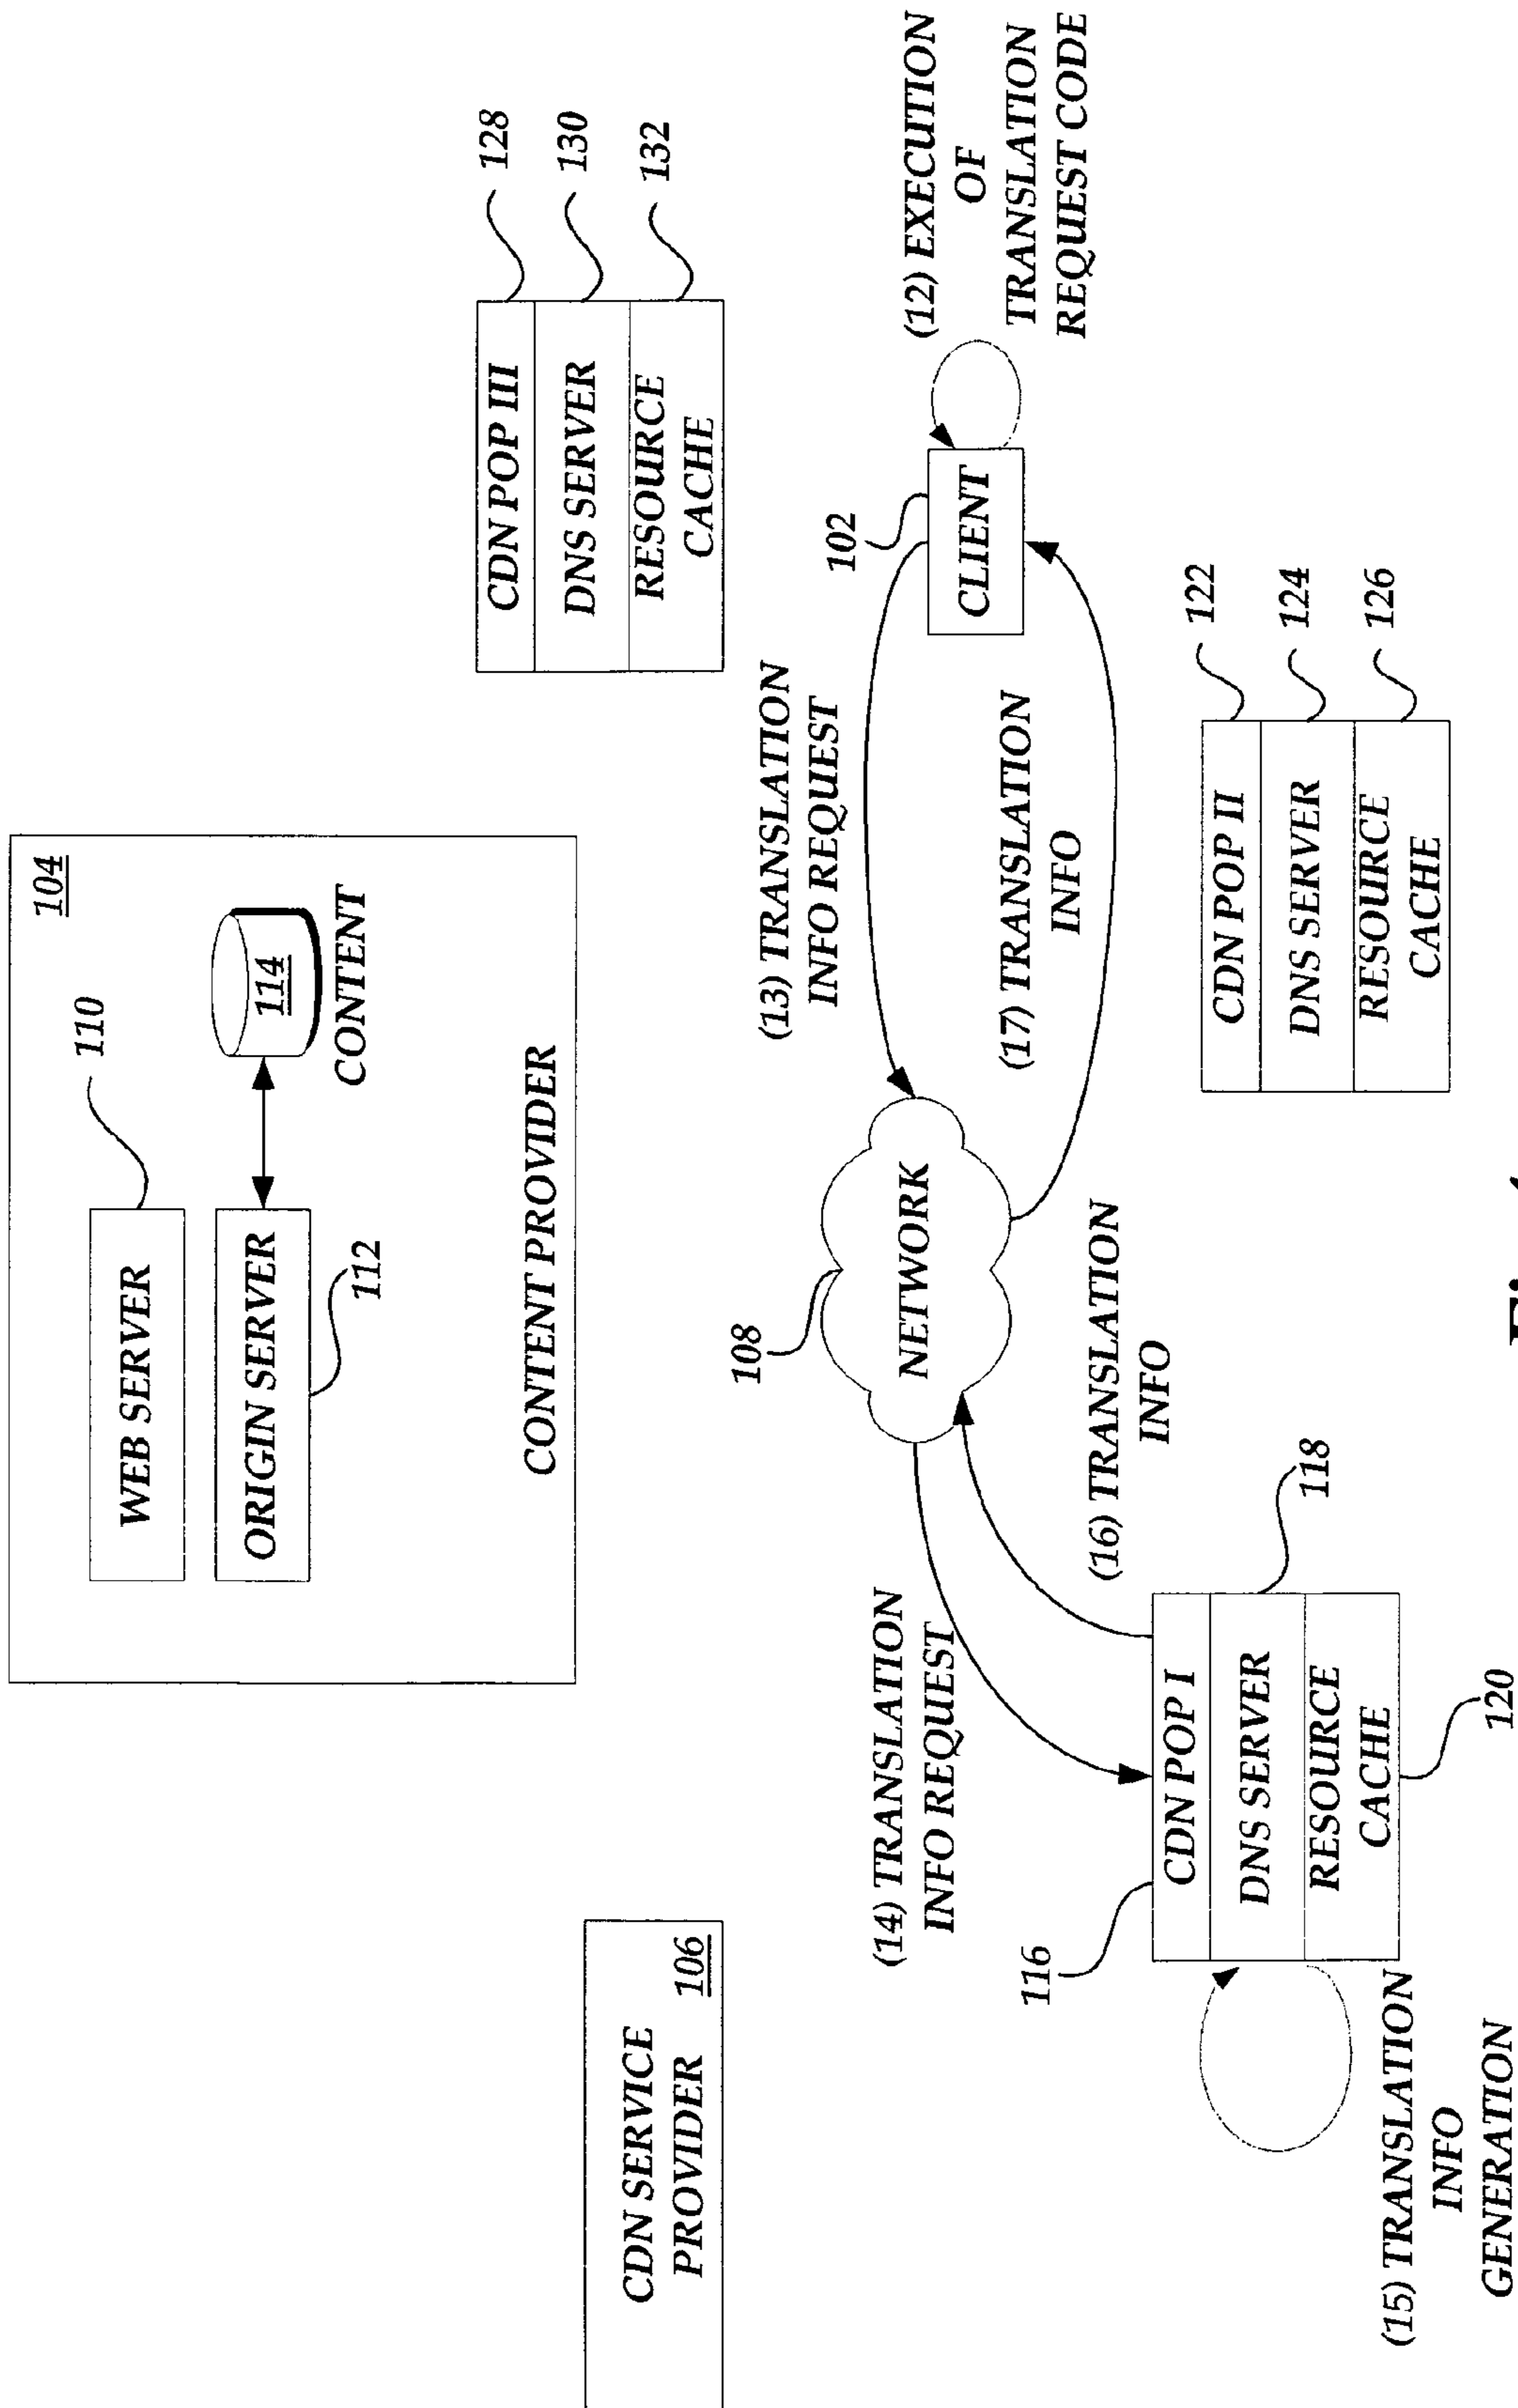 104
110
WEB SERVER
ORIGIN SERVER
112
114
CONTENT
CONTENT PROVIDER
CDN SERVICE
PROVIDER
106
CDN POP III
DNS SERVER
RESOURCE
CACHE
128
130
132
108
NETWORK
(13) TRANSLATION
INFO REQUEST
102
CLIENT
(12) EXECUTION
OF
TRANSLATION
REQUEST CODE
(14) TRANSLATION
INFO REQUEST
(17) TRANSLATION
INFO
(16) TRANSLATION
INFO
116
CDN POP I
DNS SERVER
RESOURCE
CACHE
118
120
(15) TRANSLATION
INFO
GENERATION
CDN POP II
DNS SERVER
RESOURCE
CACHE
122
124
126